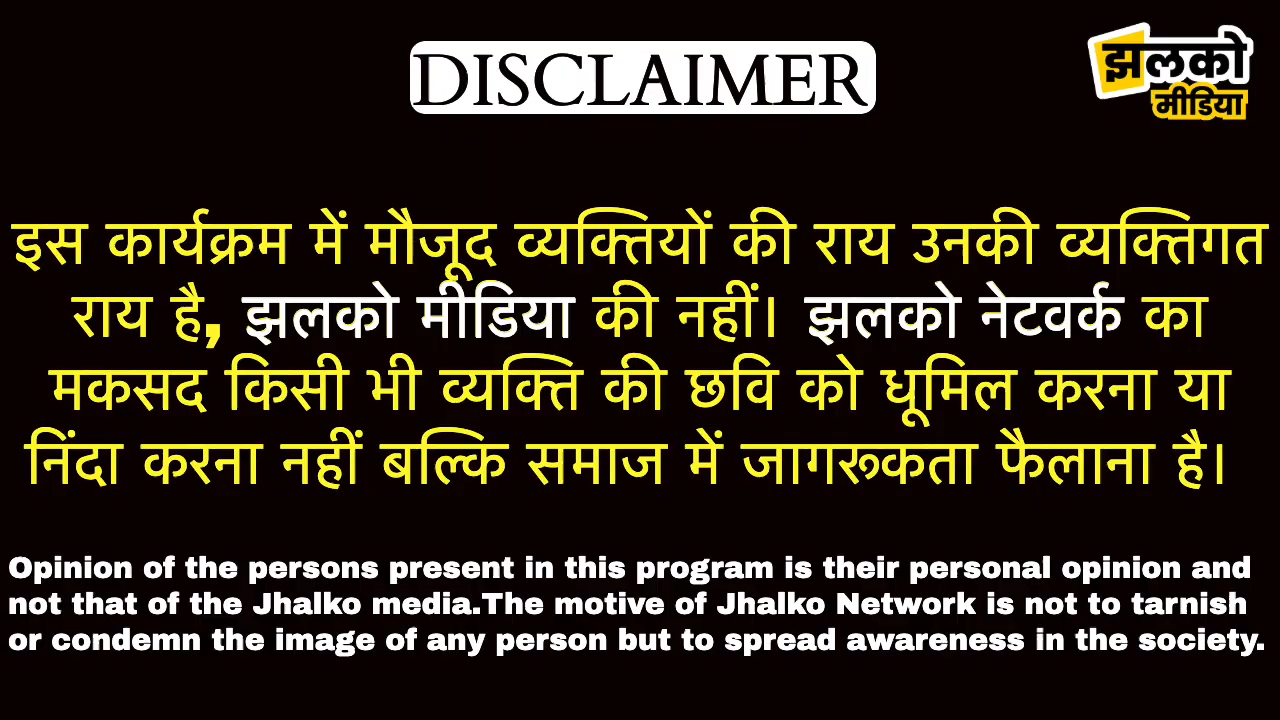 DISCLAIMER
झलको
मीडिया
इस कार्यक्रम में मौजूद व्यक्तियों की राय उनकी व्यक्तिगत
राय है, झलको मीडिया की नहीं। झलको नेटवर्क का
मकसद किसी भी व्यक्ति की छवि को धूमिल करना या
निंदा करना नहीं बल्कि समाज में जागरूकता फैलाना है।
Opinion of the persons present in this program is their personal opinion and
not that of the Jhalko media.The motive of Jhalko Network is not to tarnish
or condemn the image of any person but to spread awareness in the society.